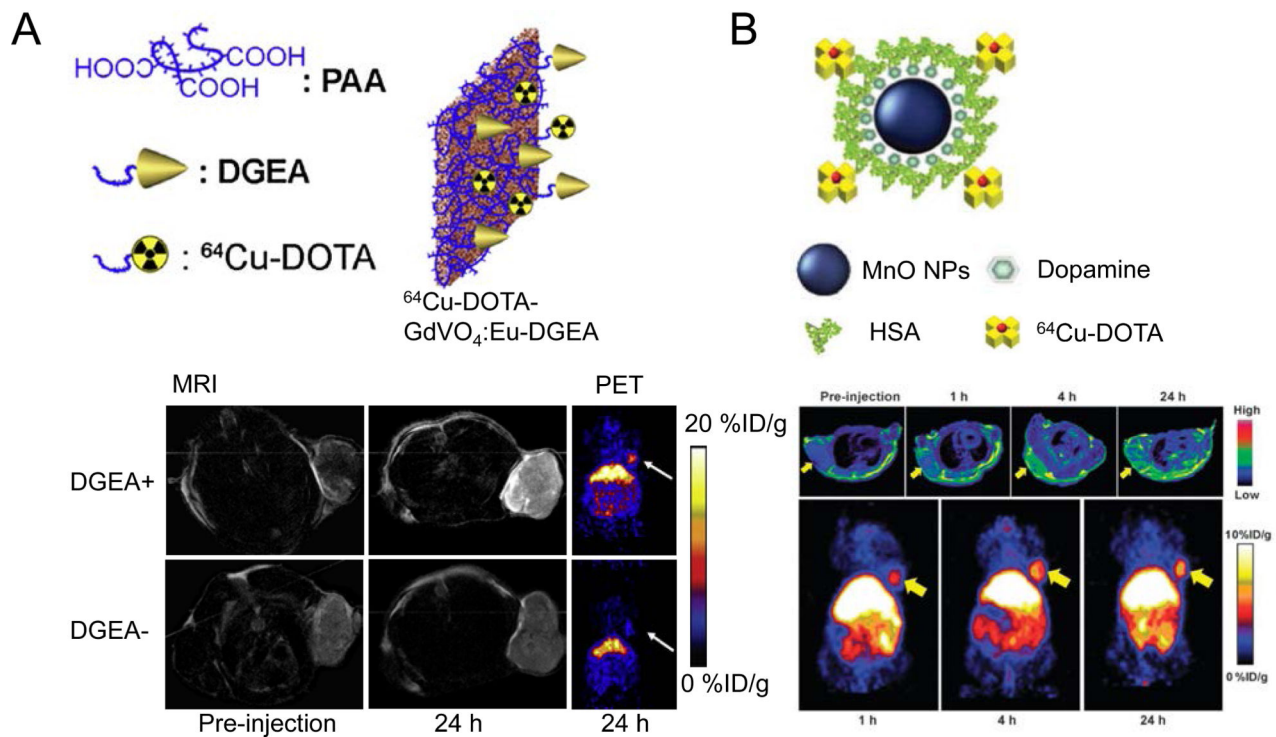 A
COOH
HOOC
COOH
: PAA
: DGEA
: ⁶⁴Cu-DOTA
⁶⁴Cu-DOTA-
GdVO₄:Eu-DGEA
MRI
PET
20 %ID/g
DGEA+
DGEA-
0 %ID/g
Pre-injection
24 h
24 h
B
MnO NPs
Dopamine
HSA
⁶⁴Cu-DOTA
Pre-injection
1 h
4 h
24 h
High
Low
10%ID/g
0 %ID/g
1 h
4 h
24 h